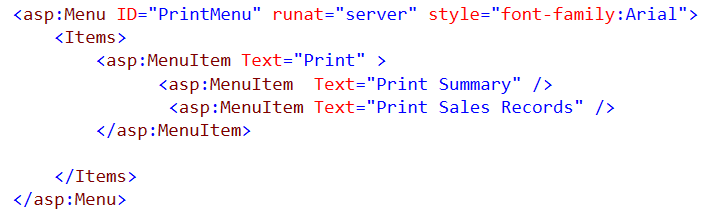 <asp:Menu ID="PrintMenu" runat="server" style="font-family:Arial">
<Items>
<asp:MenuItem Text="Print" >
<asp:MenuItem  Text="Print Summary" />
<asp:MenuItem Text="Print Sales Records" />
</asp:MenuItem>
</Items>
</asp:Menu>